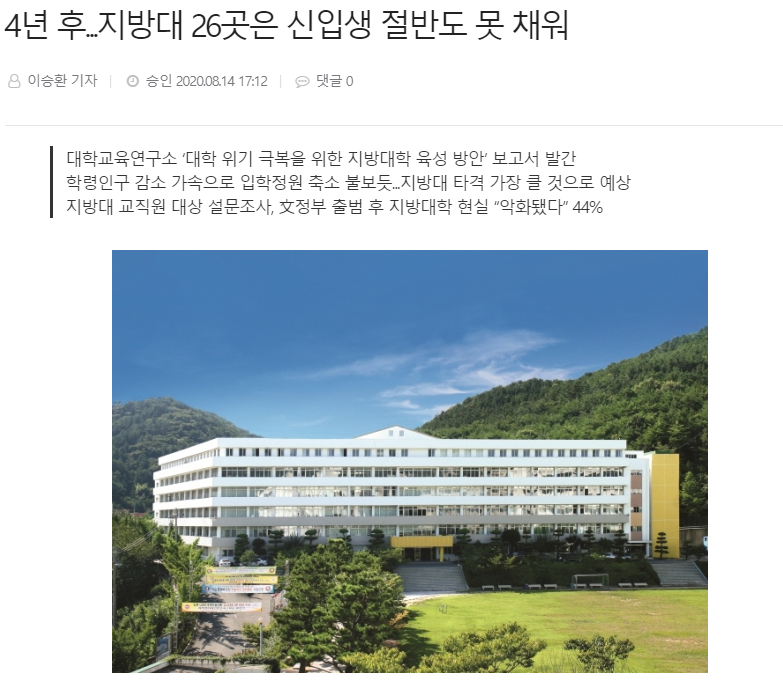 4년 후...지방대 26곳은 신입생 절반도 못 채워
이승환 기자 | 승인 2020.08.14 17:12 | 댓글 0
대학교육연구소 ‘대학 위기 극복을 위한 지방대학 육성 방안’ 보고서 발간
학령인구 감소 가속으로 입학정원 축소 불보듯...지방대 타격 가장 클 것으로 예상
지방대 교직원 대상 설문조사, 文정부 출범 후 지방대학 현실 “악화됐다” 44%